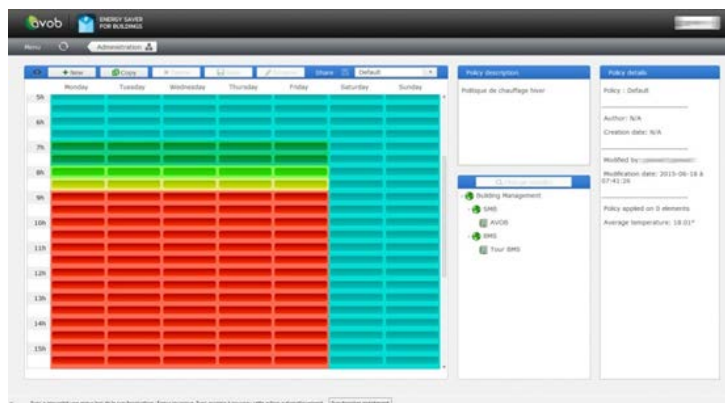 avob
ENERGY SAVER
FOR BUILDINGS
Menu
Administration
+ New
Copy
Share
Default
Monday Tuesday Wednesday Thursday Friday Saturday Sunday
5h
6h
7h
8h
9h
10h
11h
12h
13h
14h
15h
Policy description
Politique de chauffage hiver
Building Management
SMB
AVOB
BMS
Tour BMS
Policy details
Policy : Default
Author: N/A
Creation date: N/A
Modified by:
Modification date: 2015-06-18 à
07:41:26
Policy applied on 0 elements
Average temperature: 18.01°